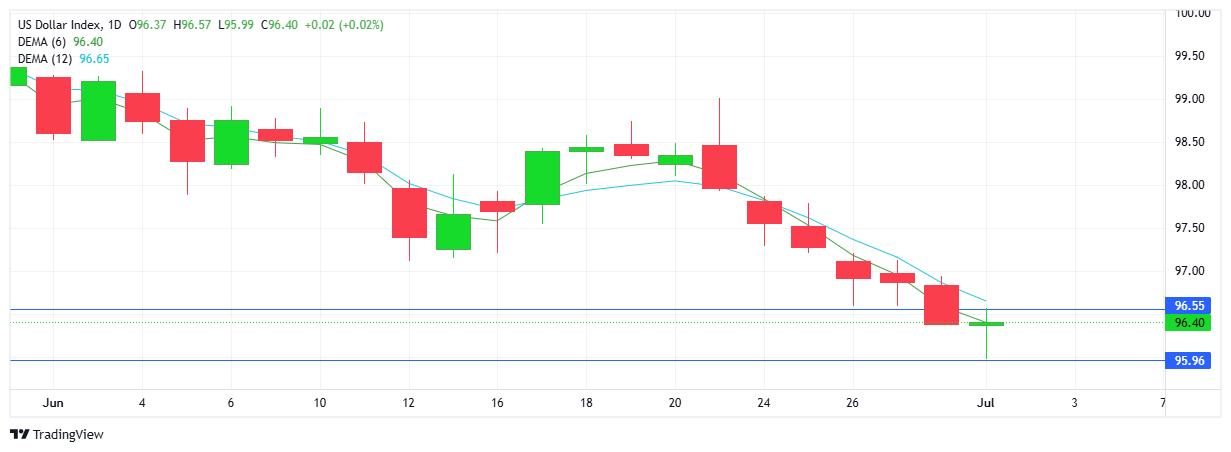 US Dollar Index, 1D O96.37 H96.57 L95.99 C96.40 +0.02 (+0.02%)
DEMA (6) 96.40
DEMA (12) 96.65
100.00
99.50
99.00
98.50
98.00
97.50
97.00
96.55
96.40
95.96
Jun 4 6 10 12 16 18 20 24 26 Jul 3 7
TradingView